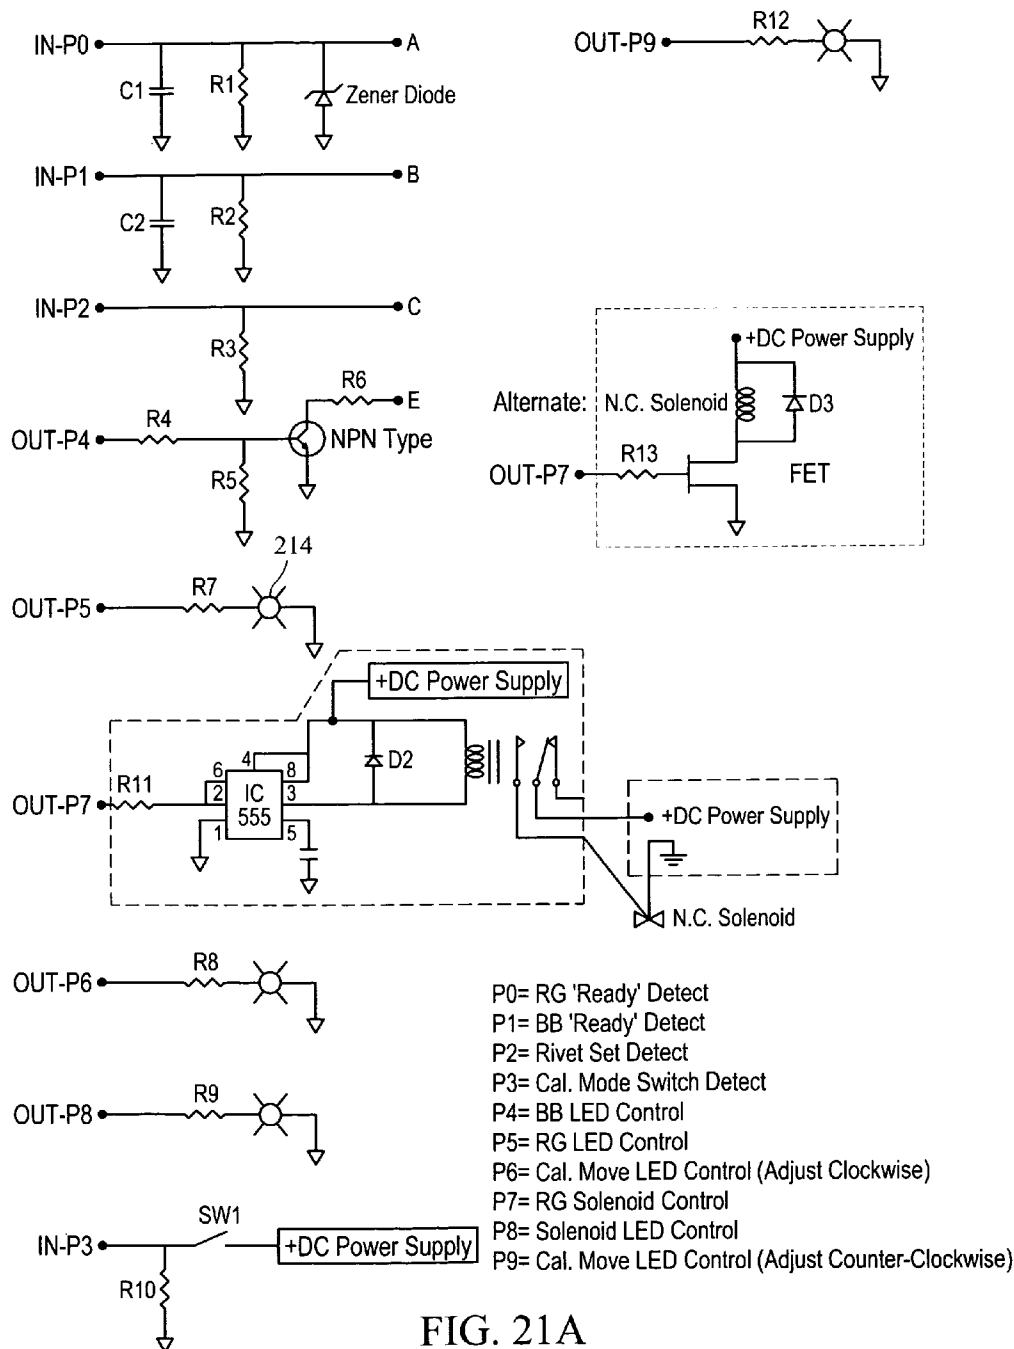 IN-P0
A
C1
R1
Zener Diode
OUT-P9
R12
IN-P1
B
C2
R2
IN-P2
C
R3
R6
E
R4
OUT-P4
NPN Type
R5
+DC Power Supply
Alternate:
N.C. Solenoid
D3
R13
OUT-P7
FET
214
R7
OUT-P5
+DC Power Supply
4
D2
6
8
R11
IC
OUT-P7
2
3
555
1
5
+DC Power Supply
N.C. Solenoid
R8
OUT-P6
R9
OUT-P8
SW1
IN-P3
+DC Power Supply
R10
P0= RG 'Ready' Detect
P1= BB 'Ready' Detect
P2= Rivet Set Detect
P3= Cal. Mode Switch Detect
P4= BB LED Control
P5= RG LED Control
P6= Cal. Move LED Control (Adjust Clockwise)
P7= RG Solenoid Control
P8= Solenoid LED Control
P9= Cal. Move LED Control (Adjust Counter-Clockwise)
FIG. 21A